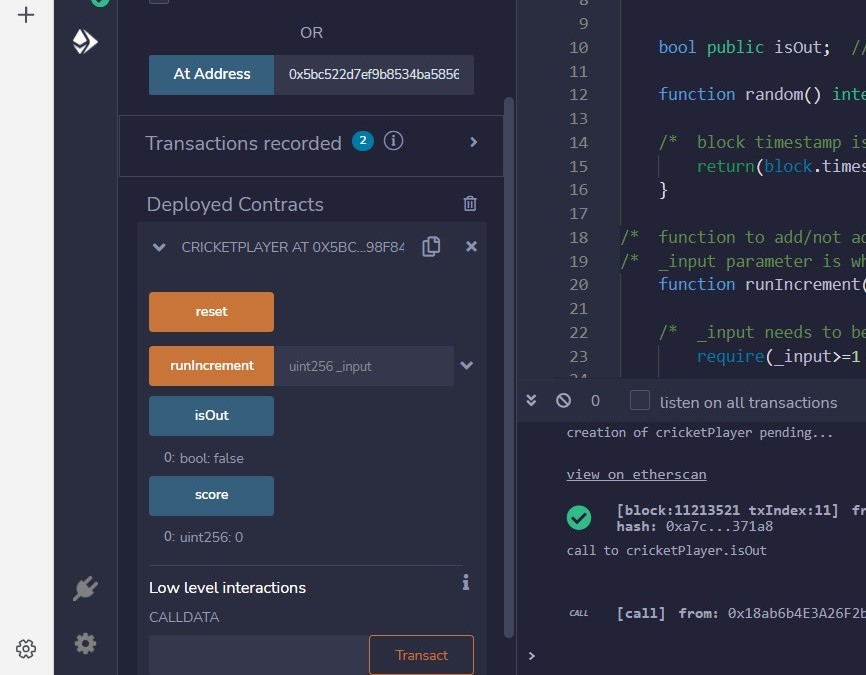 OR
At Address 0x5bc522d7ef9b8534ba5856
Transactions recorded 2 i
Deployed Contracts
CRICKETPLAYER AT 0X5BC...98F84
reset
runIncrement uint256 _input
isOut
0: bool: false
score
0: uint256: 0
Low level interactions i
CALLDATA
Transact
8
9
10 bool public isOut; //
11
12 function random() inte
13
14 /* block timestamp is
15 return(block.times
16 }
17
18 /* function to add/not ad
19 /* _input parameter is wh
20 function runIncrement(
21
22 /* _input needs to be
23 require(_input>=1
24
0 listen on all transactions
creation of cricketPlayer pending...
view on etherscan
[block:11213521 txIndex:11] fr
hash: 0xa7c...371a8
call to cricketPlayer.isOut
CALL [call] from: 0x18ab6b4E3A26F2b
>